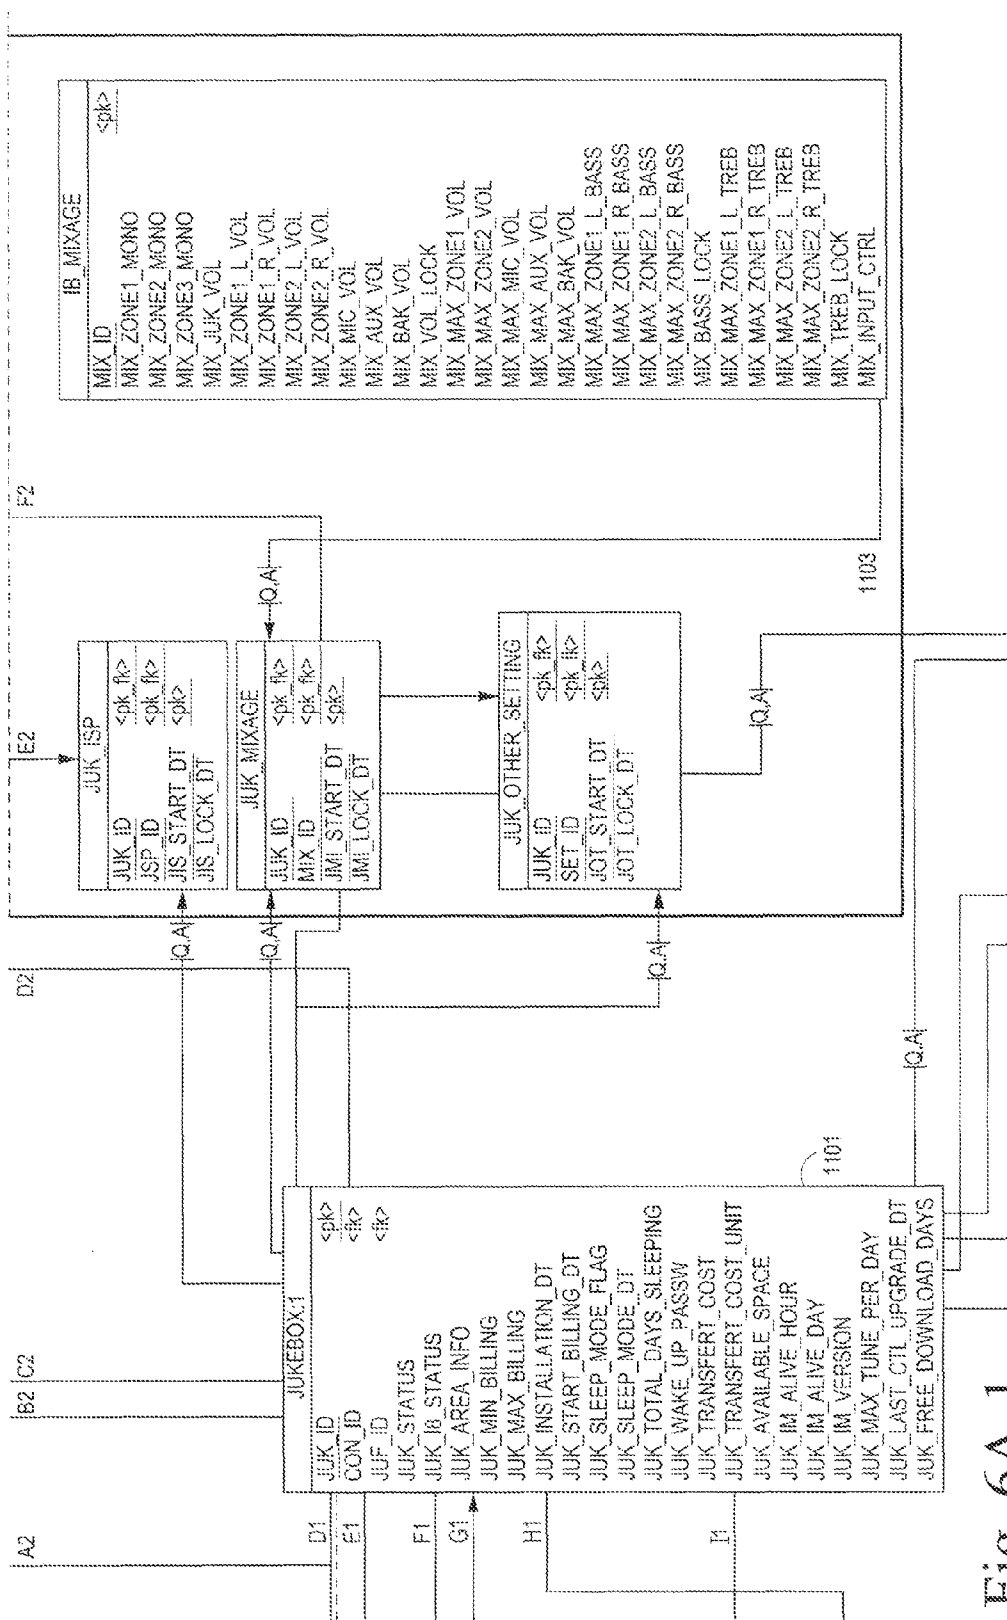 A2
B2
C2
D2
E2
F2
D1
E1
F1
G1
H1
I1
JUKEBOX:1
JUK_ID <pk>
CON_ID <fk>
JUF_ID <fk>
JUK_STATUS
JUK_IB_STATUS
JUK_AREA_INFO
JUK_MIN_BILLING
JUK_MAX_BILLING
JUK_INSTALLATION_DT
JUK_START_BILLING_DT
JUK_SLEEP_MODE_FLAG
JUK_SLEEP_MODE_DT
JUK_TOTAL_DAYS_SLEEPING
JUK_WAKE_UP_PASSW
JUK_TRANSFERT_COST
JUK_TRANSFERT_COST_UNIT
JUK_AVAILABLE_SPACE
JUK_IM_ALIVE_HOUR
JUK_IM_ALIVE_DAY
JUK_IM_VERSION
JUK_MAX_TUNE_PER_DAY
JUK_LAST_CTL_UPGRADE_DT
JUK_FREE_DOWNLOAD_DAYS
1101
|Q,A|
|Q,A|
|Q,A|
|Q,A|
JUK_ISP
JUK_ID <pk fk>
JSP_ID <pk fk>
JIS_START_DT <pk>
JIS_LOCK_DT
JUK_MIXAGE
JUK_ID <pk fk>
MIX_ID <pk fk>
JMI_START_DT <pk>
JMI_LOCK_DT
|Q,A|
JUK_OTHER_SETTING
JUK_ID <pk fk>
SET_ID <pk fk>
JOT_START_DT <pk>
JOT_LOCK_DT
|Q,A|
1103
IB_MIXAGE
MIX_ID <pk>
MIX_ZONE1_MONO
MIX_ZONE2_MONO
MIX_ZONE3_MONO
MIX_JUK_VOL
MIX_ZONE1_L_VOL
MIX_ZONE1_R_VOL
MIX_ZONE2_L_VOL
MIX_ZONE2_R_VOL
MIX_MIC_VOL
MIX_AUX_VOL
MIX_BAK_VOL
MIX_VOL_LOCK
MIX_MAX_ZONE1_VOL
MIX_MAX_ZONE2_VOL
MIX_MAX_MIC_VOL
MIX_MAX_AUX_VOL
MIX_MAX_BAK_VOL
MIX_MAX_ZONE1_L_BASS
MIX_MAX_ZONE1_R_BASS
MIX_MAX_ZONE2_L_BASS
MIX_MAX_ZONE2_R_BASS
MIX_BASS_LOCK
MIX_MAX_ZONE1_L_TREB
MIX_MAX_ZONE1_R_TREB
MIX_MAX_ZONE2_L_TREB
MIX_MAX_ZONE2_R_TREB
MIX_TREB_LOCK
MIX_INPUT_CTRL
Fig. 6A.1